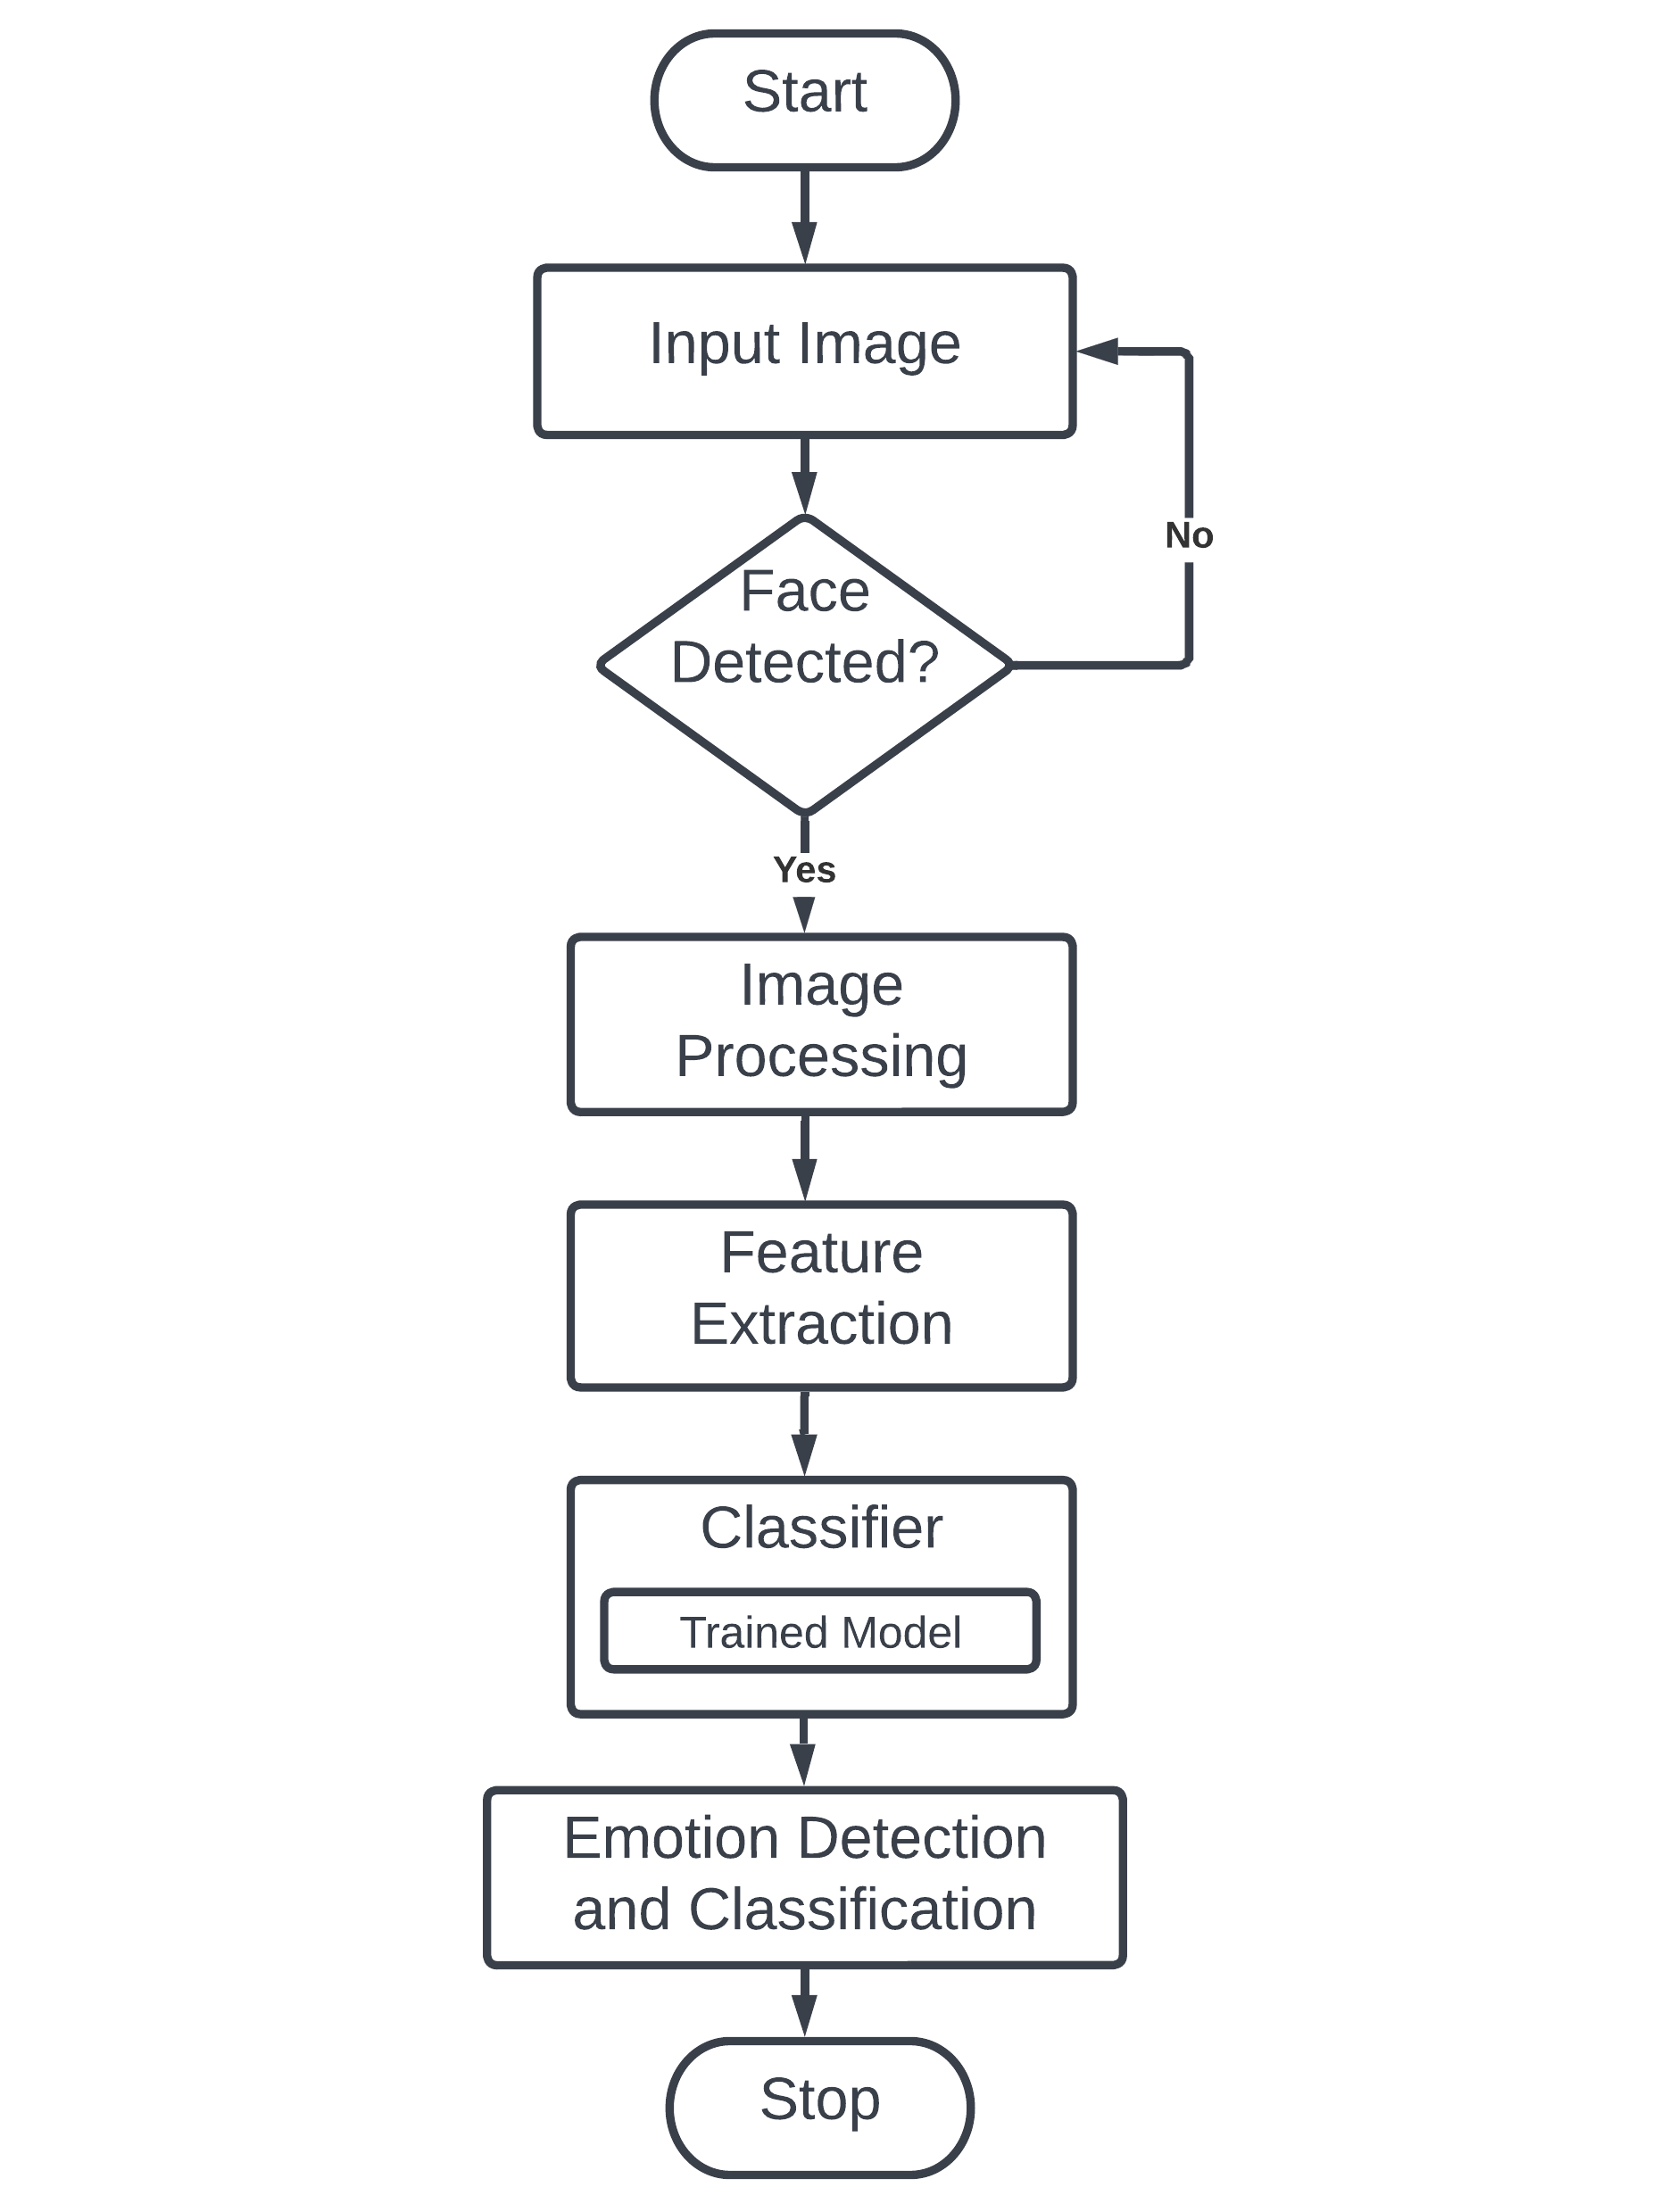 Start
Input Image
No
Face
Detected?
Yes
Image
Processing
Feature
Extraction
Classifier
Trained Model
Emotion Detection
and Classification
Stop